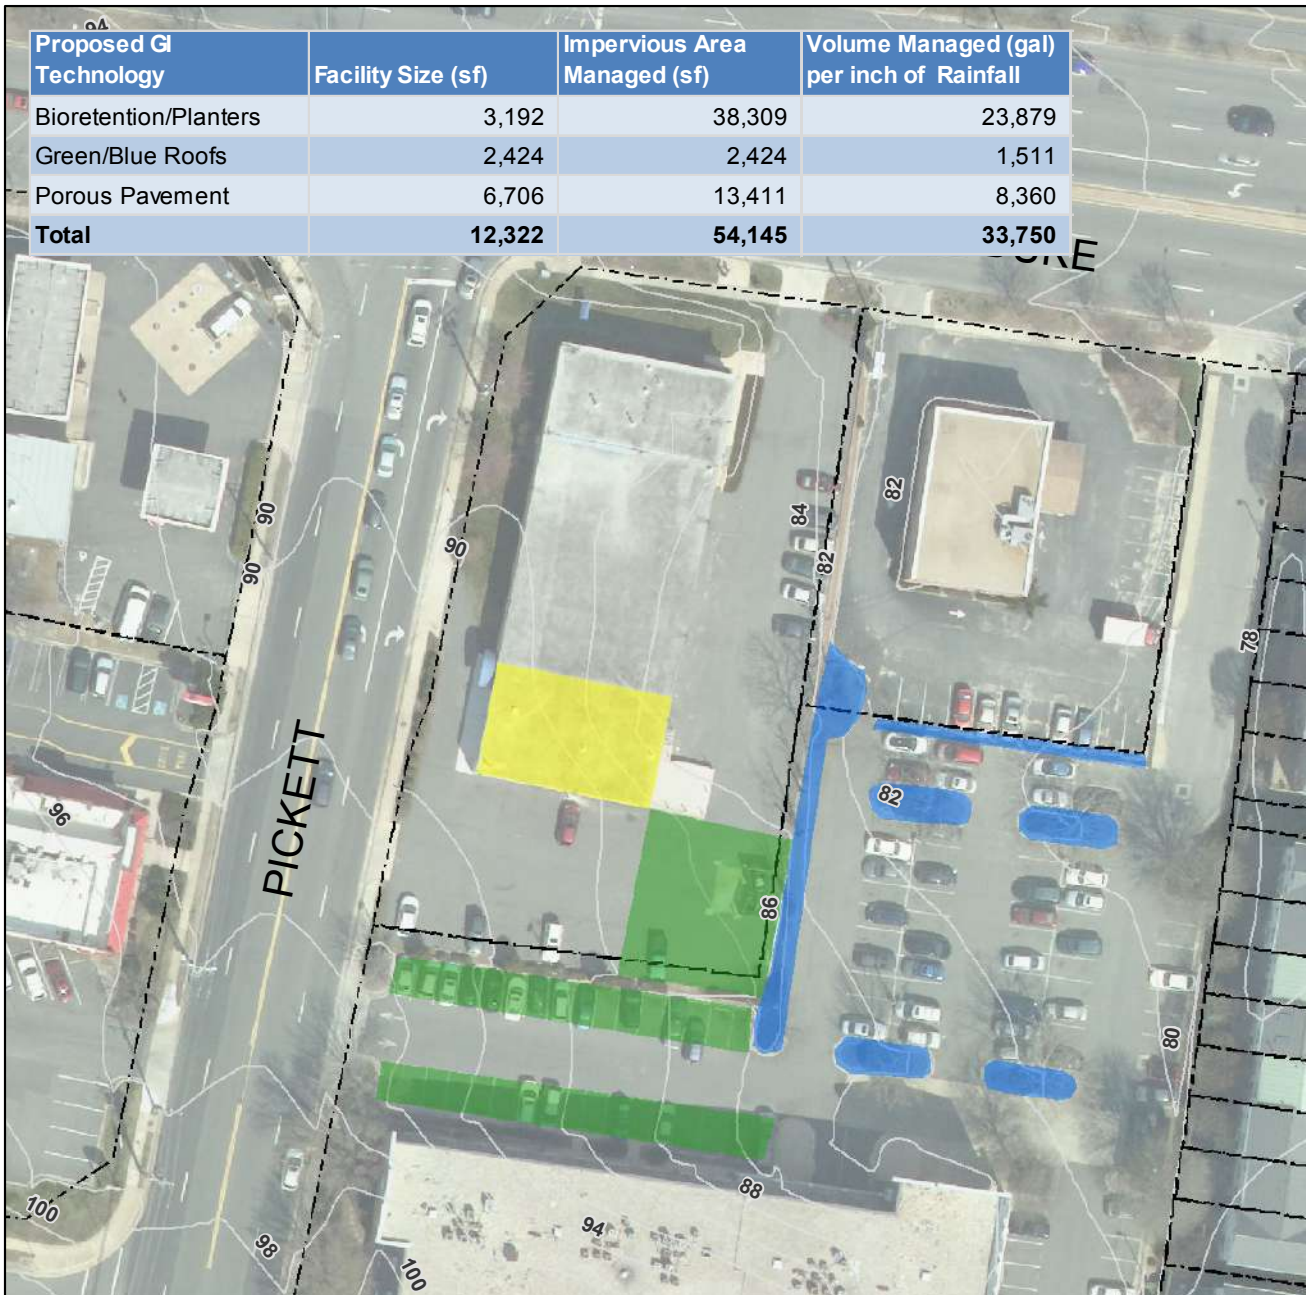 94
Proposed GI Technology	Facility Size (sf)	Impervious Area Managed (sf)	Volume Managed (gal) per inch of Rainfall
Bioretention/Planters	3,192	38,309	23,879
Green/Blue Roofs	2,424	2,424	1,511
Porous Pavement	6,706	13,411	8,360
Total	12,322	54,145	33,750
82
90
84
90
82
90
78
PICKETT
82
96
86
80
88
100
94
98
100